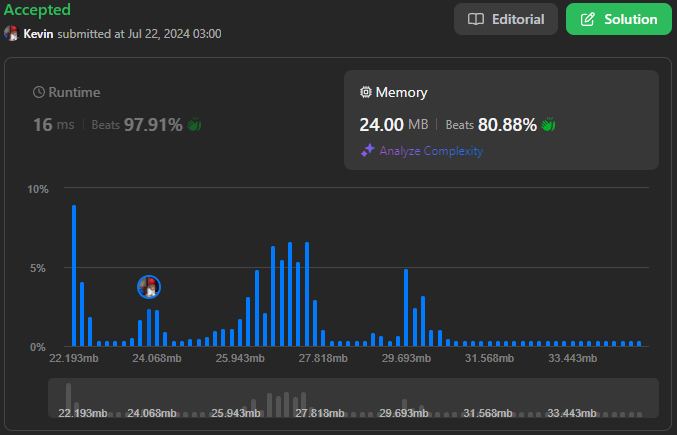 Accepted
Editorial
Solution
Kevin submitted at Jul 22, 2024 03:00
Runtime
Memory
16 ms | Beats 97.91%
24.00 MB | Beats 80.88%
Analyze Complexity
10%
5%
0%
22.193mb 24.068mb 25.943mb 27.818mb 29.693mb 31.568mb 33.443mb
22.193mb 24.068mb 25.943mb 27.818mb 29.693mb 31.568mb 33.443mb